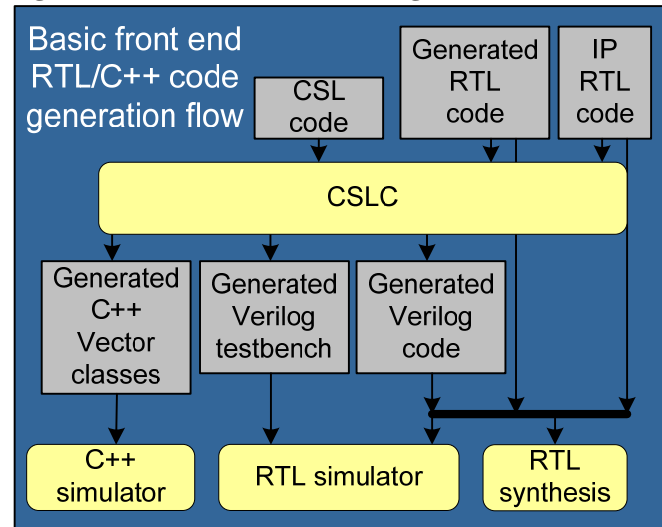 Basic front end
RTL/C++ code
generation flow
CSL
code
Generated
RTL
code
IP
RTL
code
CSLC
Generated
C++
Vector
classes
Generated
Verilog
testbench
Generated
Verilog
code
C++
simulator
RTL simulator
RTL
synthesis